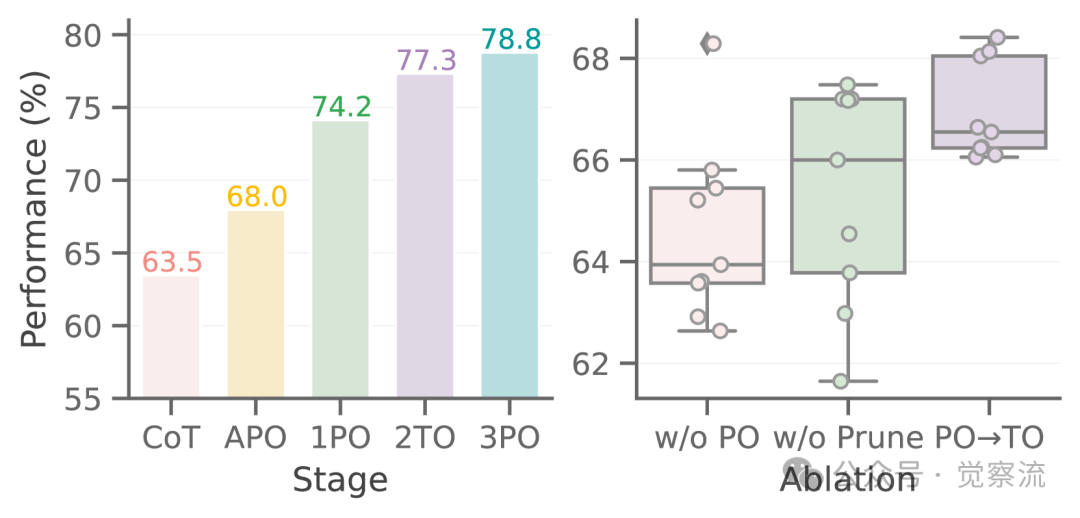 80
75
70
65
60
55
Performance (%)
63.5
68.0
74.2
77.3
78.8
CoT APO 1PO 2TO 3PO
Stage
68
66
64
62
w/o PO w/o Prune PO→TO
Ablation
公众号 · 觉察流